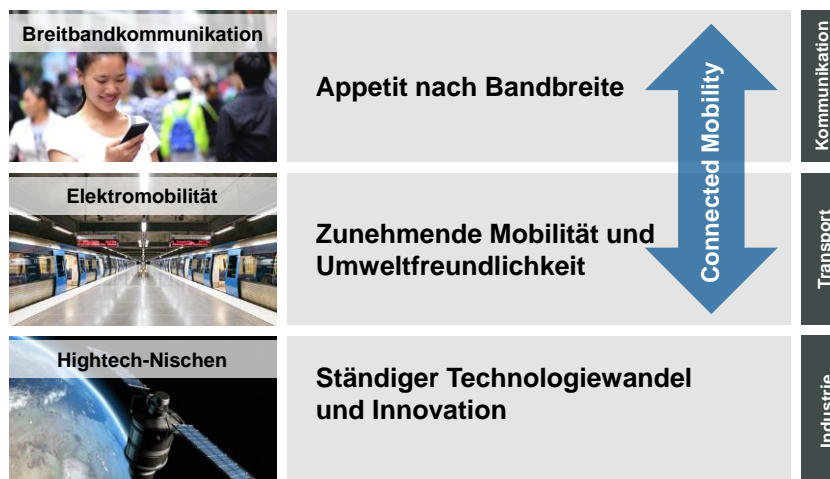 Breitbandkommunikation
Appetit nach Bandbreite
Connected Mobility
Kommunikation
Elektromobilität
Zunehmende Mobilität und
Umweltfreundlichkeit
Transport
Hightech-Nischen
Ständiger Technologiewandel
und Innovation
Industrie